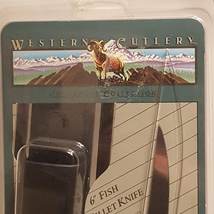 WESTERN CUTLERY
6" FISH
FILLET KNIFE